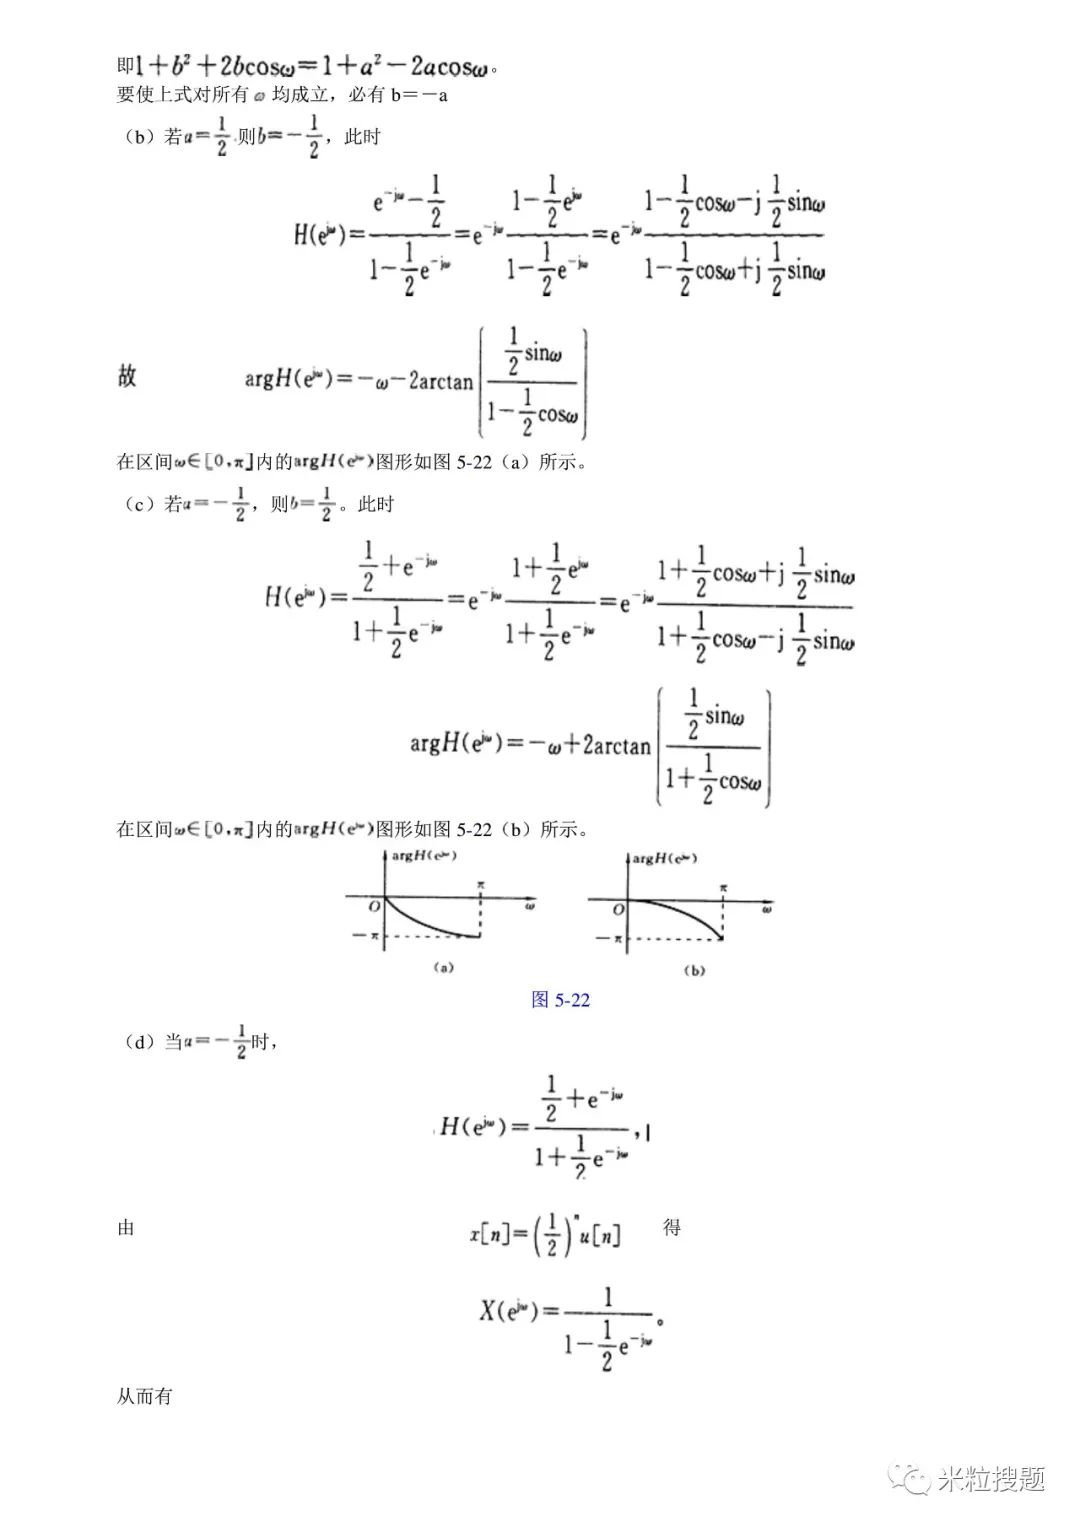 即1+b²+2bcosω=1+a²-2acosω。
要使上式对所有 ω 均成立，必有 b＝－a
（b）若a=1/2,则b=-1/2，此时
H(e^{jω})=(e^{-jω}-1/2)/(1-1/2e^{-jω})=e^{-jω}(1-1/2e^{jω})/(1-1/2e^{-jω})=e^{-jω}(1-1/2cosω-j1/2sinω)/(1-1/2cosω+j1/2sinω)
故 argH(e^{jω})=-ω-2arctan((1/2sinω)/(1-1/2cosω))
在区间ω∈[0,π]内的argH(e^{jω})图形如图 5-22（a）所示。
（c）若a=-1/2，则b=1/2。此时
H(e^{jω})=(1/2+e^{-jω})/(1+1/2e^{-jω})=e^{-jω}(1+1/2e^{jω})/(1+1/2e^{-jω})=e^{-jω}(1+1/2cosω+j1/2sinω)/(1+1/2cosω-j1/2sinω)
argH(e^{jω})=-ω+2arctan((1/2sinω)/(1+1/2cosω))
在区间ω∈[0,π]内的argH(e^{jω})图形如图 5-22（b）所示。
argH(e^{jω})
π
O
ω
-π
(a)
argH(e^{jω})
π
O
ω
-π
(b)
图 5-22
（d）当a=-1/2时，
H(e^{jω})=(1/2+e^{-jω})/(1+1/2e^{-jω}),
由 x[n]=(1/2)^n u[n] 得
X(e^{jω})=1/(1-1/2e^{-jω})。
从而有
米粒搜题